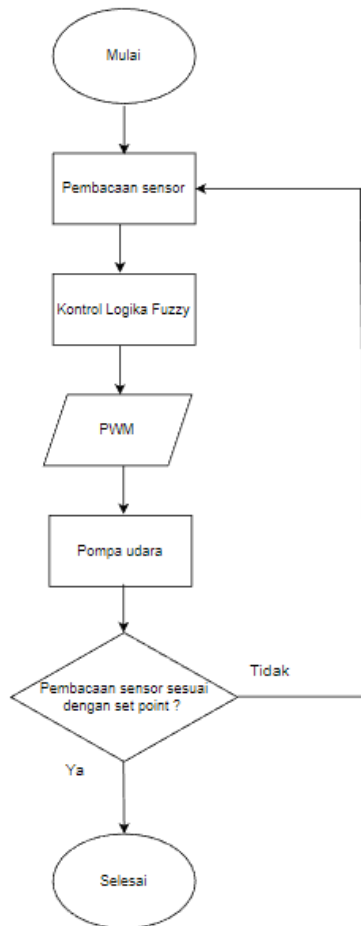 Mulai
Pembacaan sensor
Kontrol Logika Fuzzy
PWM
Pompa udara
Pembacaan sensor sesuai
dengan set point ?
Tidak
Ya
Selesai